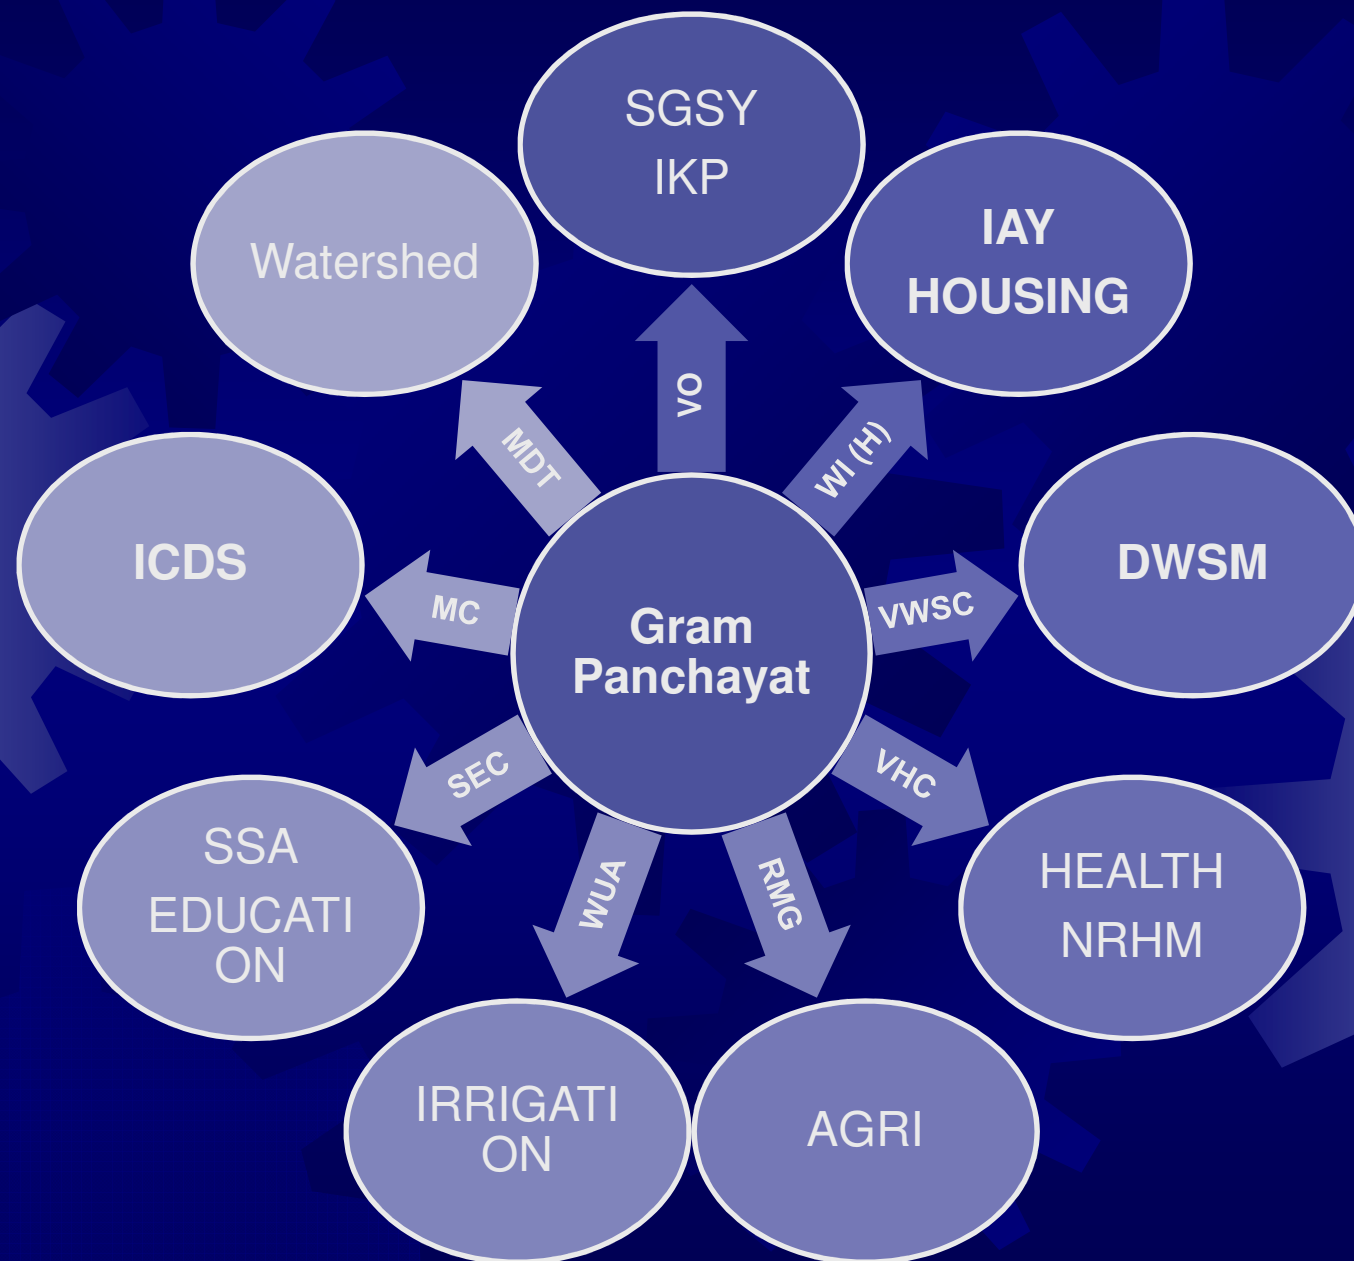 SGSY
IKP
IAY
HOUSING
DWSM
HEALTH
NRHM
AGRI
IRRIGATI
ON
SSA
EDUCATI
ON
ICDS
Watershed
VO
WI (H)
VWSC
VHC
RMG
WUA
SEC
MC
MDT
Gram
Panchayat